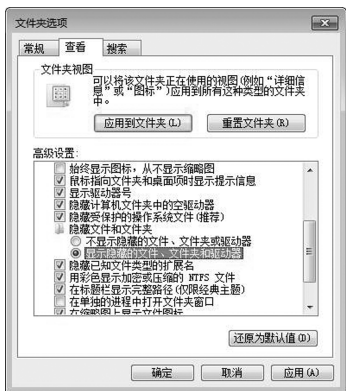 文件夹选项
常规 查看 搜索
文件夹视图
可以将该文件夹正在使用的视图(例如“详细信
息”或“图标”)应用到所有这种类型的文件夹
中。
应用到文件夹(L) 重置文件夹(R)
高级设置:
始终显示图标，从不显示缩略图
鼠标指向文件夹和桌面项时显示提示信息
显示驱动器号
隐藏计算机文件夹中的空驱动器
隐藏受保护的操作系统文件(推荐)
隐藏文件和文件夹
不显示隐藏的文件、文件夹或驱动器
显示隐藏的文件、文件夹和驱动器
隐藏已知文件类型的扩展名
用彩色显示加密或压缩的 NTFS 文件
在标题栏显示完整路径(仅限经典主题)
在单独的进程中打开文件夹窗口
在缩略图上显示文件图标
还原为默认值(D)
确定 取消 应用(A)